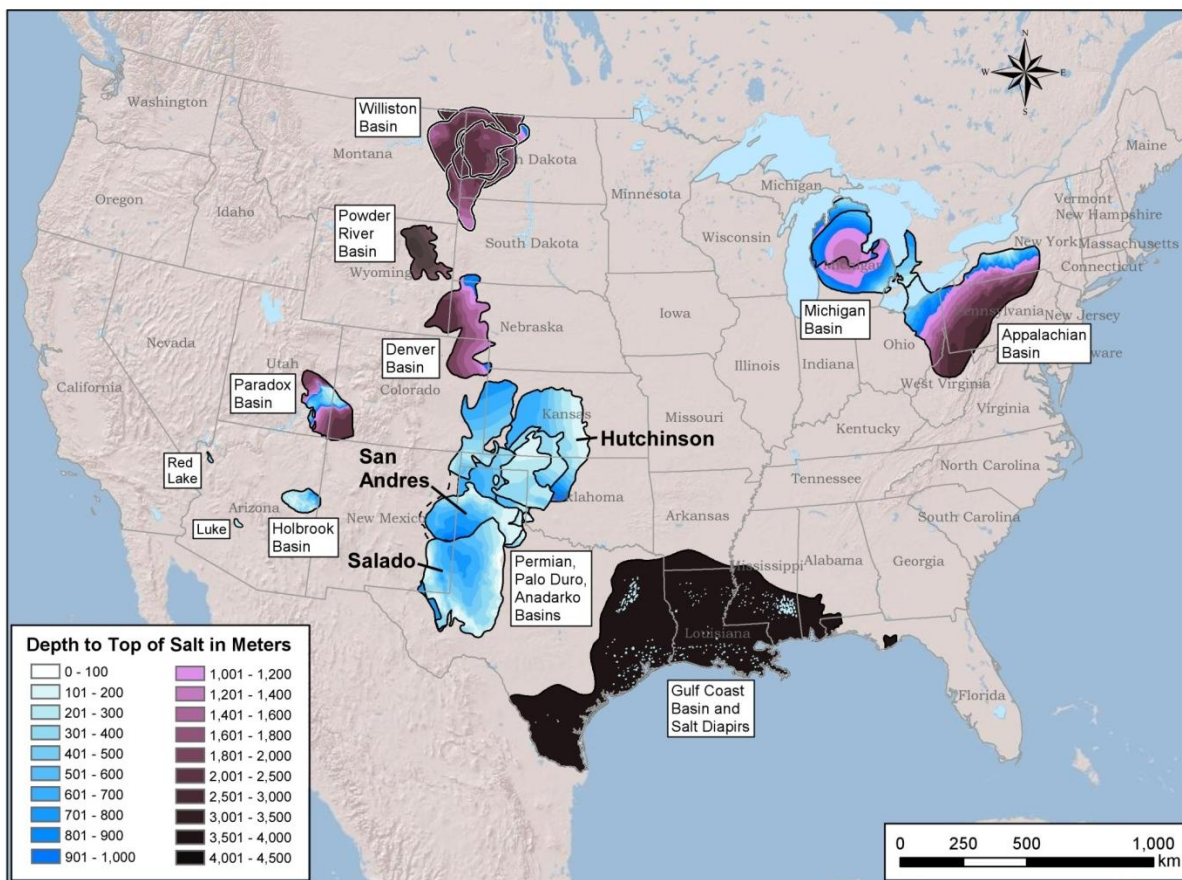 N
W
E
S
Washington
Montana
Williston
Basin
North Dakota
Minnesota
Michigan
Maine
Vermont
New Hampshire
Oregon
Idaho
Powder
River
Basin
Wyoming
South Dakota
Wisconsin
Michigan
New York
Massachusetts
Connecticut
Michigan
Basin
Pennsylvania
New Jersey
Appalachian
Basin
Nevada
Utah
Denver
Basin
Nebraska
Iowa
Illinois
Indiana
Ohio
West Virginia
Virginia
California
Paradox
Basin
Colorado
Kansas
Hutchinson
Missouri
Kentucky
Red
Lake
San
Andres
Oklahoma
Tennessee
North Carolina
Luke
Arizona
Holbrook
Basin
New Mexico
Salado
Permian,
Palo Duro,
Anadarko
Basins
Arkansas
South Carolina
Mississippi
Alabama
Georgia
Louisiana
Gulf Coast
Basin and
Salt Diapirs
Florida
Depth to Top of Salt in Meters
0 - 100
101 - 200
201 - 300
301 - 400
401 - 500
501 - 600
601 - 700
701 - 800
801 - 900
901 - 1,000
1,001 - 1,200
1,201 - 1,400
1,401 - 1,600
1,601 - 1,800
1,801 - 2,000
2,001 - 2,500
2,501 - 3,000
3,001 - 3,500
3,501 - 4,000
4,001 - 4,500
0 250 500 1,000
km